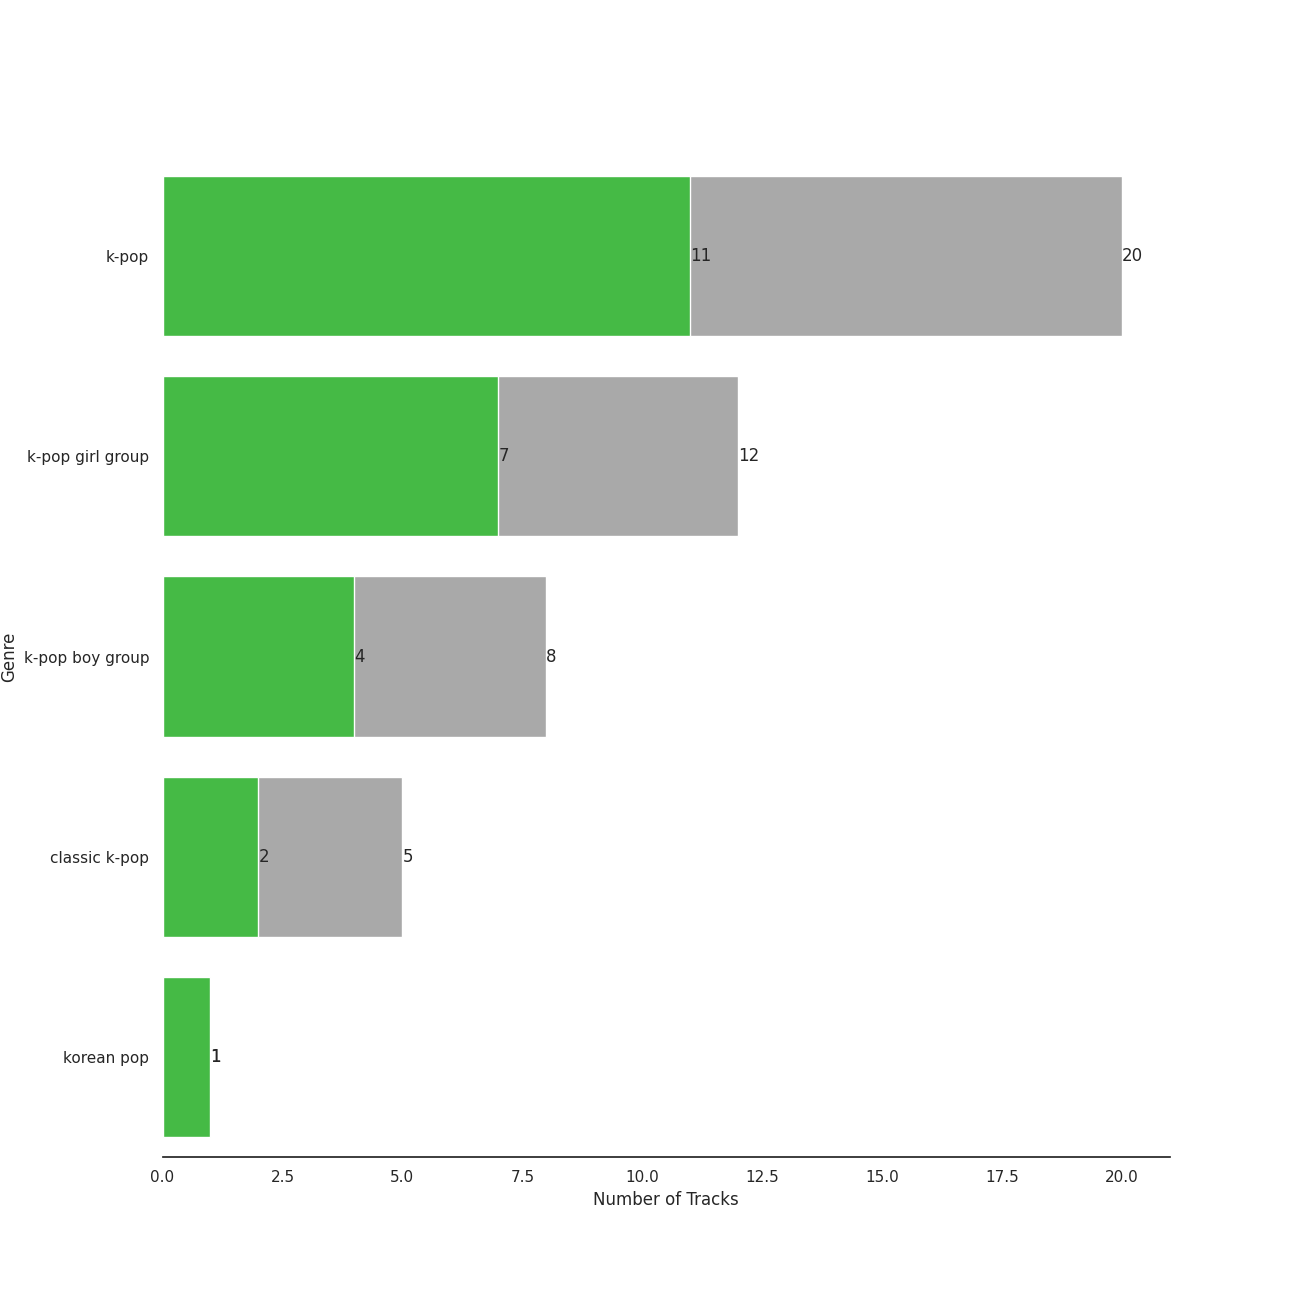 k-pop
11
20
k-pop girl group
7
12
Genre
k-pop boy group
4
8
classic k-pop
2
5
korean pop
1
0.0 2.5 5.0 7.5 10.0 12.5 15.0 17.5 20.0
Number of Tracks